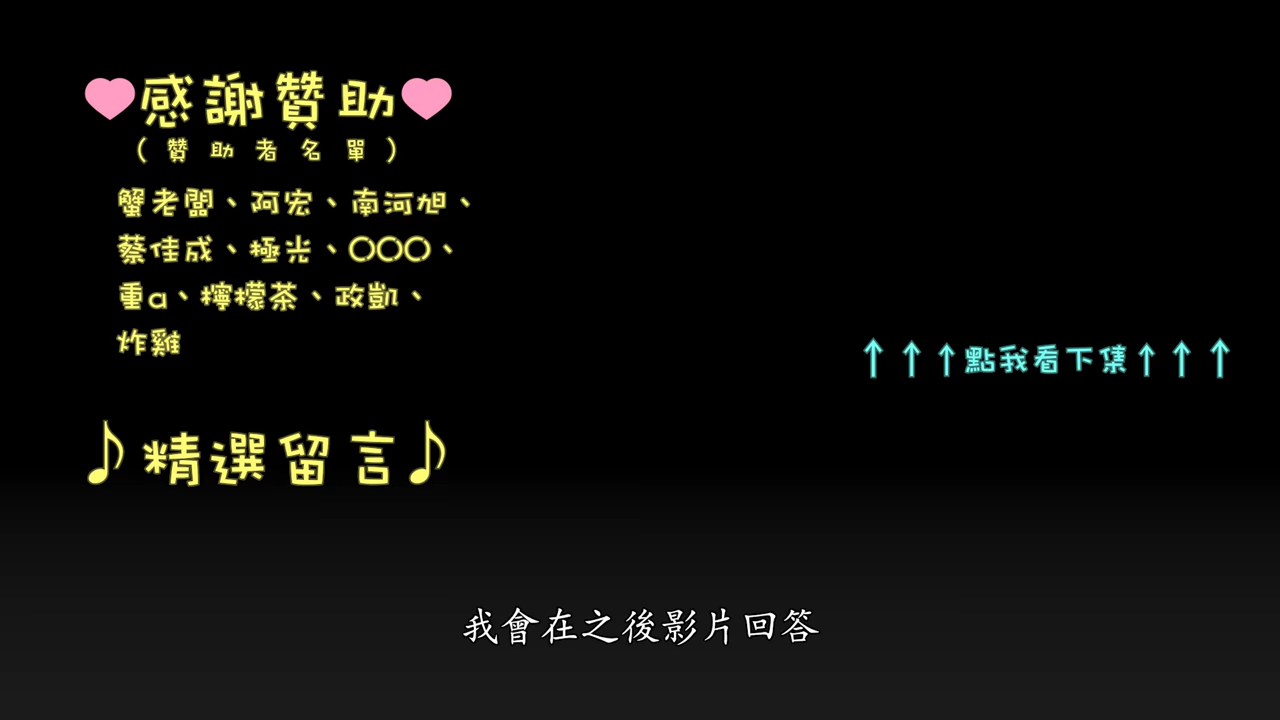 感謝贊助
（贊助者名單）
蟹老闆、阿宏、南河旭、
蔡佳成、極光、〇〇〇、
重a、檸檬茶、政凱、
炸雞
↑↑↑點我看下集↑↑↑
♪精選留言♪
我會在之後影片回答